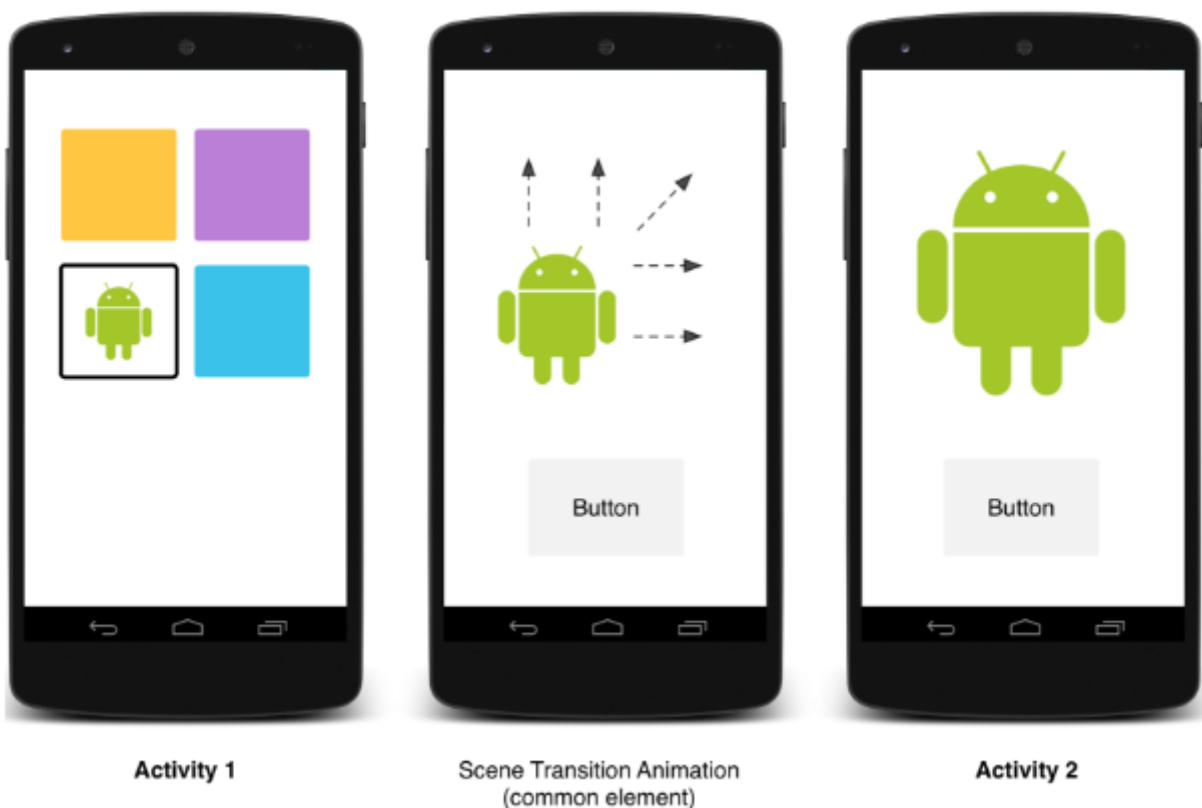 Button
Button
Activity 1
Scene Transition Animation
(common element)
Activity 2